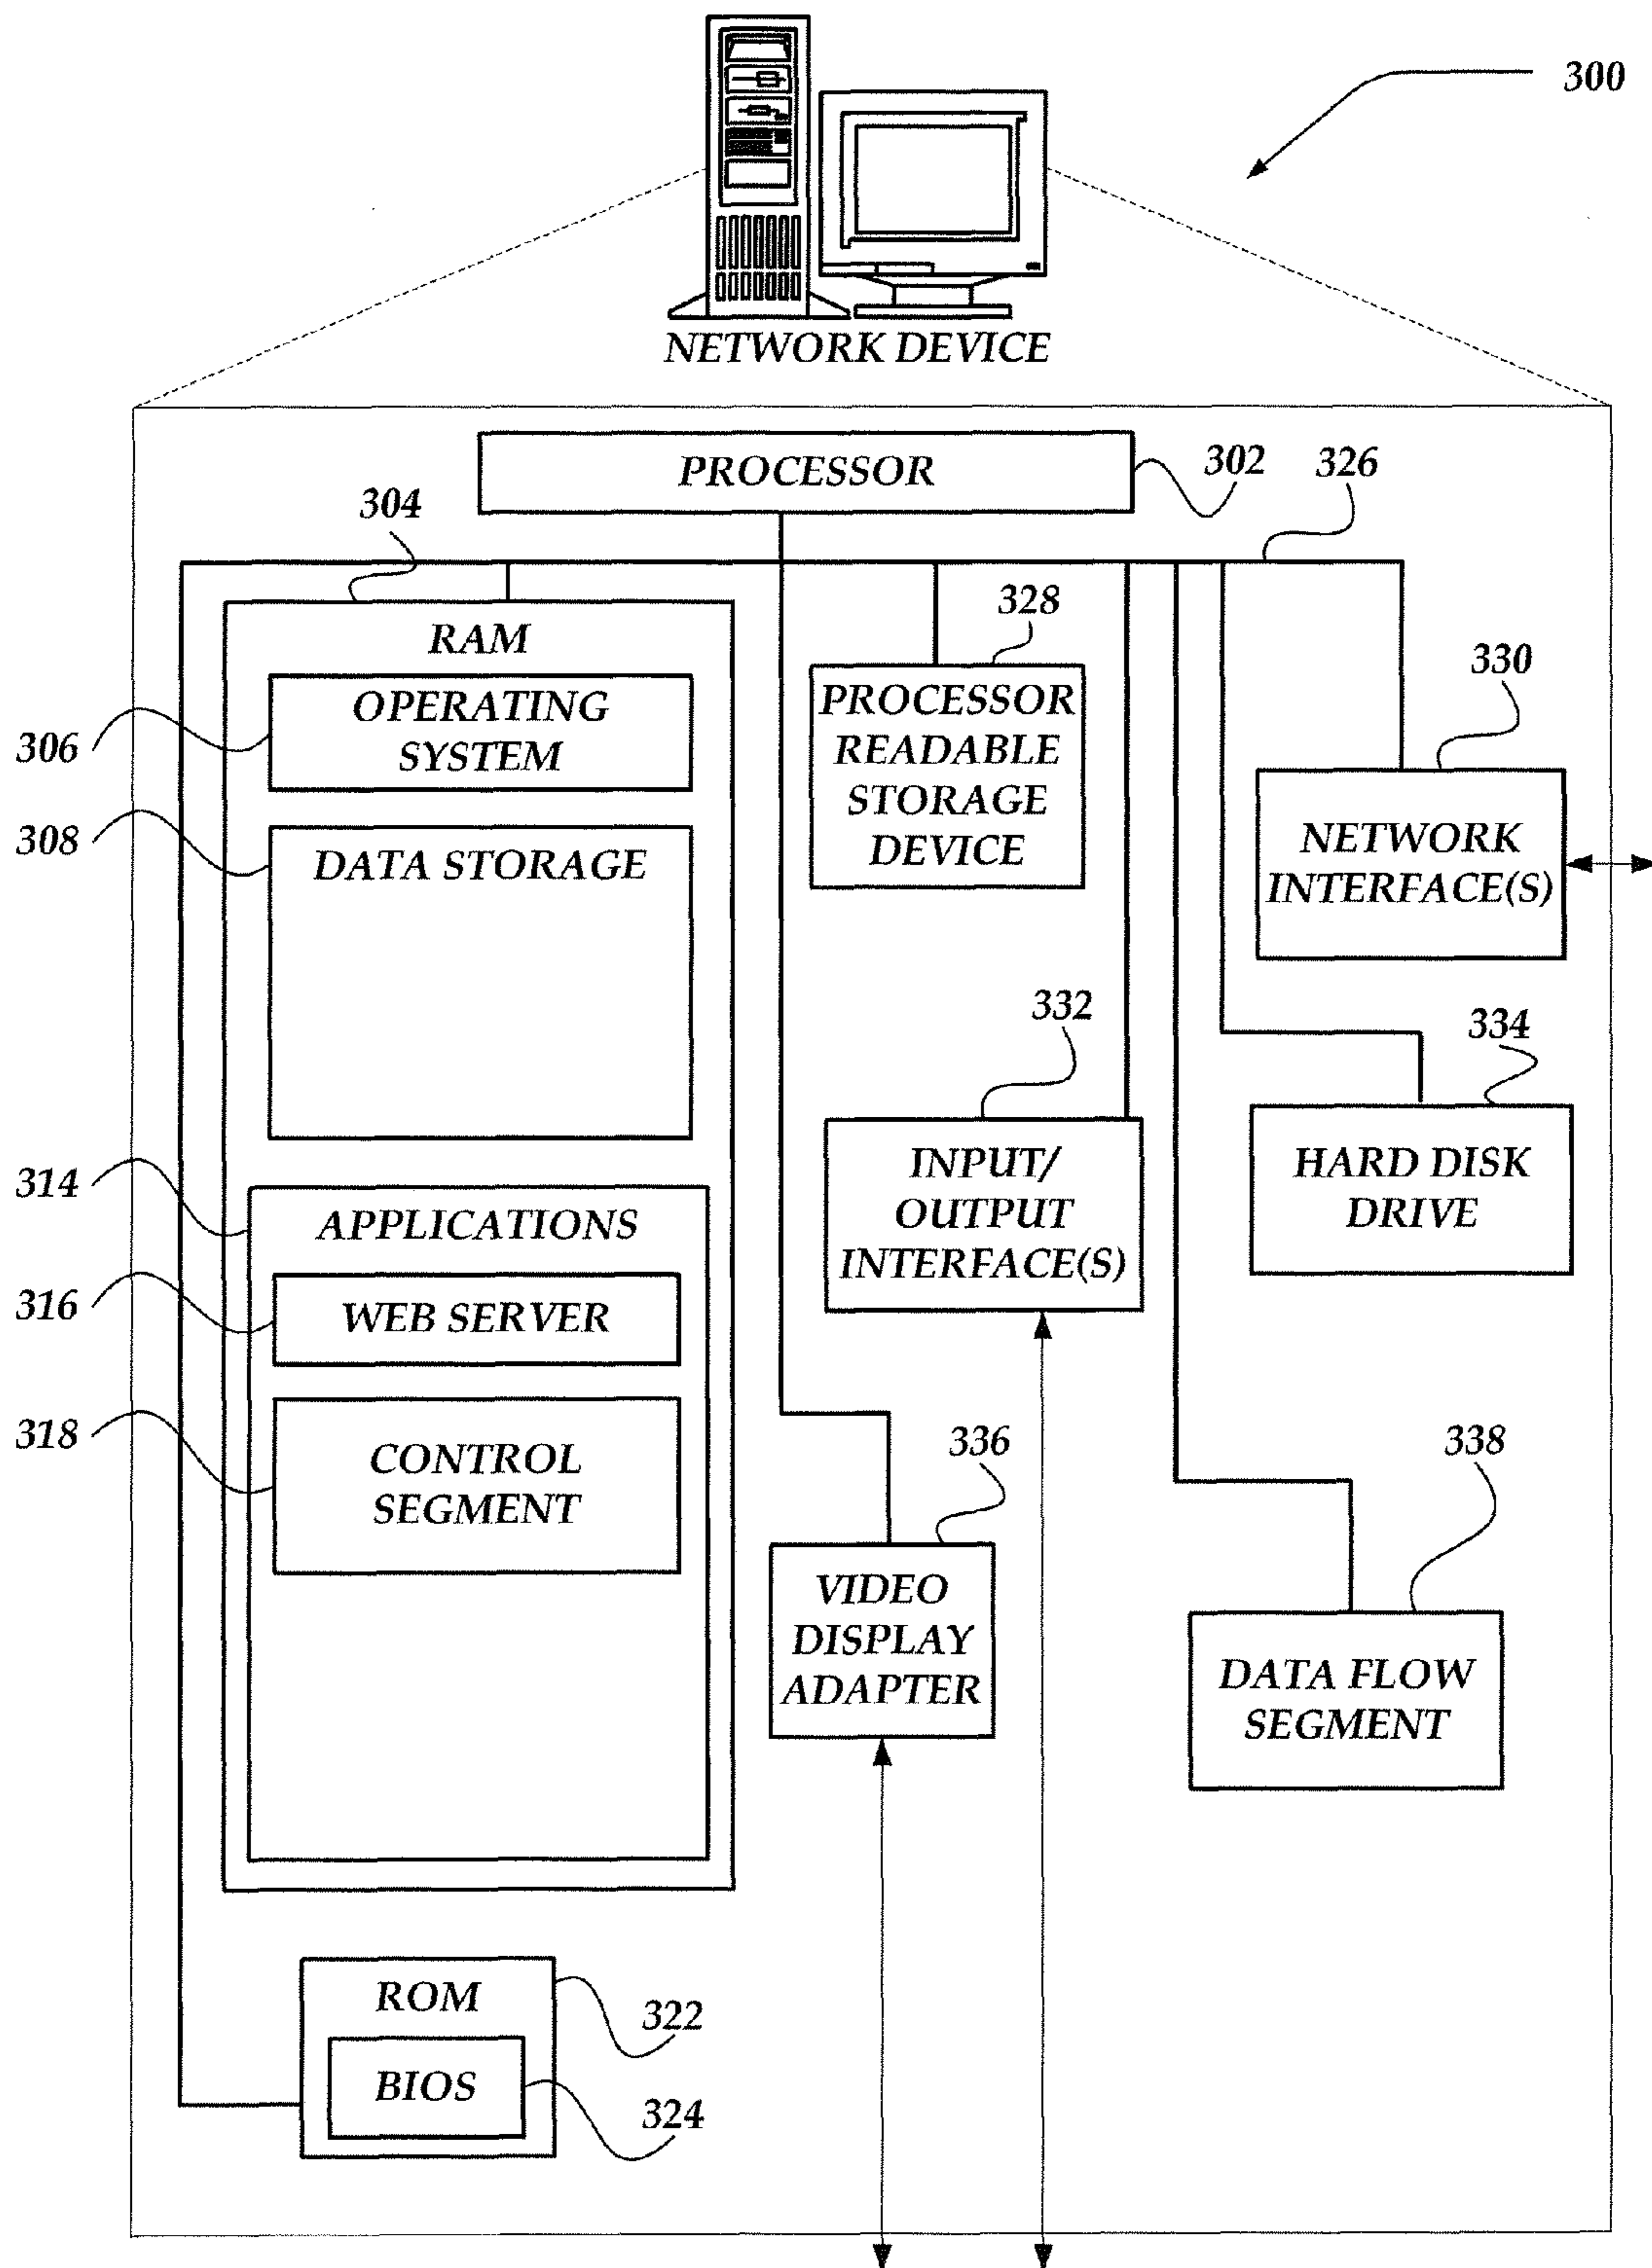 300
NETWORK DEVICE
PROCESSOR
302
326
304
RAM
328
330
OPERATING
SYSTEM
306
PROCESSOR
READABLE
STORAGE
DEVICE
308
DATA STORAGE
NETWORK
INTERFACE(S)
332
334
INPUT/
OUTPUT
INTERFACE(S)
HARD DISK
DRIVE
314
APPLICATIONS
316
WEB SERVER
318
CONTROL
SEGMENT
336
338
VIDEO
DISPLAY
ADAPTER
DATA FLOW
SEGMENT
ROM
322
BIOS
324